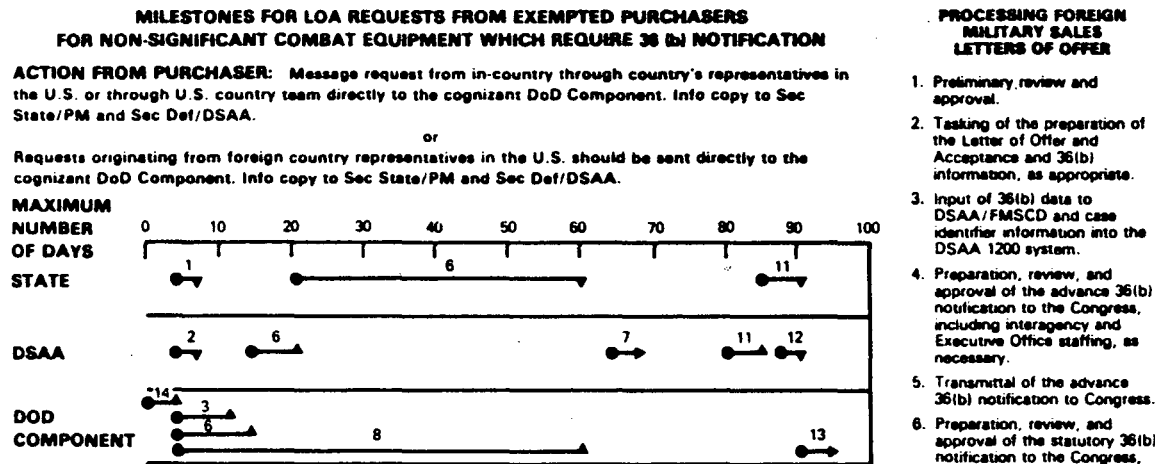 MILESTONES FOR LOA REQUESTS FROM EXEMPTED PURCHASERS
FOR NON-SIGNIFICANT COMBAT EQUIPMENT WHICH REQUIRE 36 (b) NOTIFICATION
ACTION FROM PURCHASER: Message request from in-country through country's representatives in
the U.S. or through U.S. country team directly to the cognizant DoD Component. Info copy to Sec
State/PM and Sec Def/DSAA.
or
Requests originating from foreign country representatives in the U.S. should be sent directly to the
cognizant DoD Component. Info copy to Sec State/PM and Sec Def/DSAA.
MAXIMUM
NUMBER 0 10 20 30 40 50 60 70 80 90 100
OF DAYS
1 6 11
STATE
2 6 7 11 12
DSAA
14
DOD 3
6
COMPONENT 8 13
PROCESSING FOREIGN
MILITARY SALES
LETTERS OF OFFER
1. Preliminary review and
approval.
2. Tasking of the preparation of
the Letter of Offer and
Acceptance and 36(b)
information, as appropriate.
3. Input of 36(b) data to
DSAA/FMSCD and case
identifier information into the
DSAA 1200 system.
4. Preparation, review, and
approval of the advance 36(b)
notification to the Congress,
including interagency and
Executive Office staffing, as
necessary.
5. Transmittal of the advance
36(b) notification to Congress.
6. Preparation, review, and
approval of the statutory 36(b)
notification to the Congress,